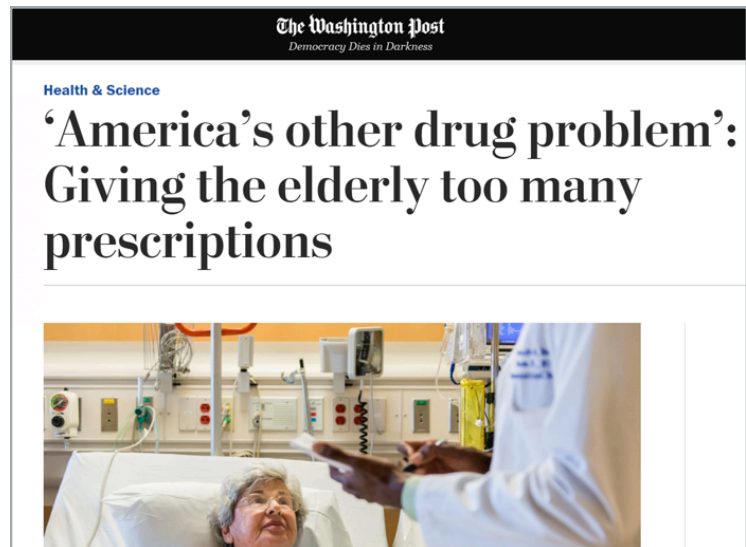 The Washington Post
Democracy Dies in Darkness
Health & Science
‘America’s other drug problem’:
Giving the elderly too many
prescriptions